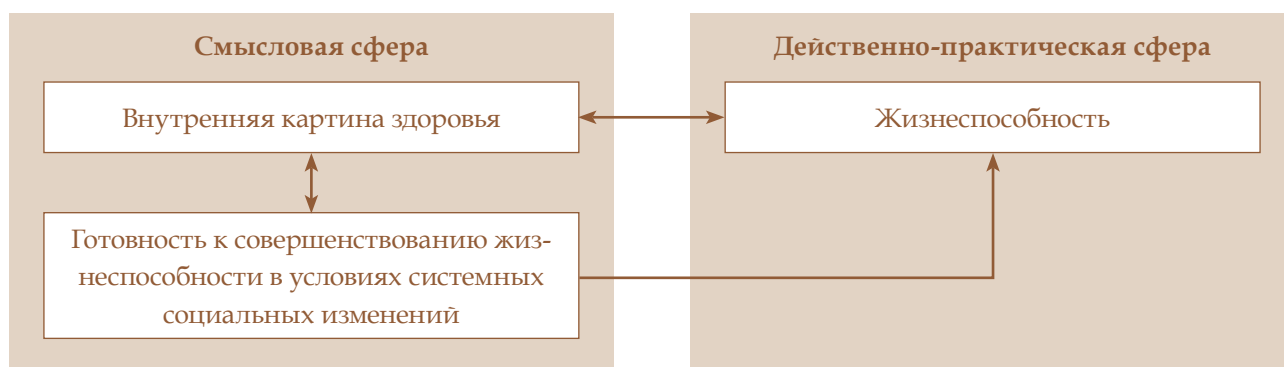 Смысловая сфера
Внутренняя картина здоровья
Готовность к совершенствованию жиз-
неспособности в условиях системных
социальных изменений
Действенно-практическая сфера
Жизнеспособность